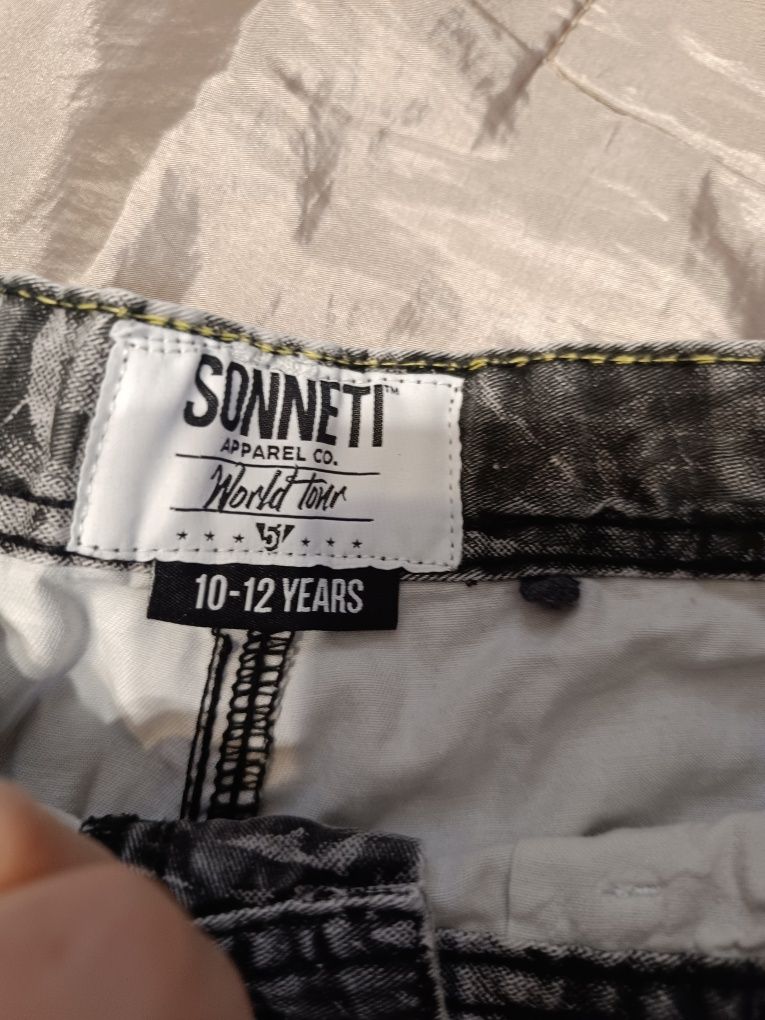 SONNETI™
APPAREL CO.
World Tour
★ ★ ★ 5 ★ ★ ★
10-12 YEARS